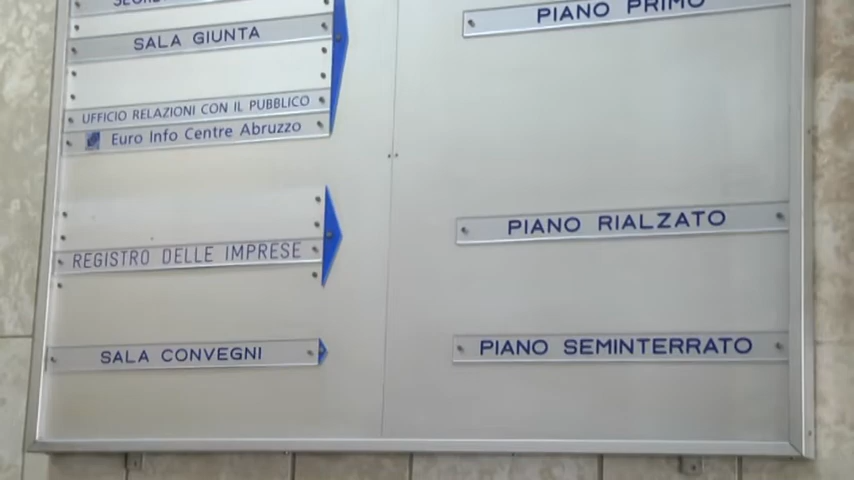 SALA GIUNTA
PIANO PRIMO
UFFICIO RELAZIONI CON IL PUBBLICO
Euro Info Centre Abruzzo
REGISTRO DELLE IMPRESE
PIANO RIALZATO
SALA CONVEGNI
PIANO SEMINTERRATO